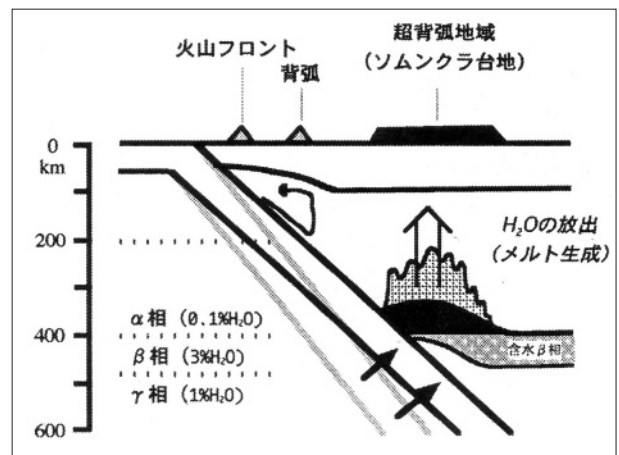 超背弧地域
(ソムンクラ台地)
火山フロント
背弧
0
km
200
400
600
H₂Oの放出
(メルト生成)
α相 (0.1%H₂O)
β相 (3%H₂O)
γ相 (1%H₂O)
含水β相